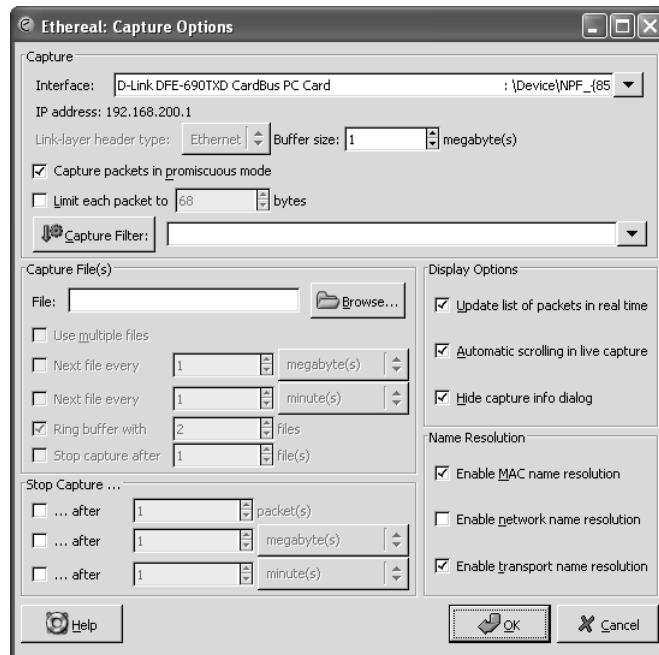 Ethereal: Capture Options
Capture
Interface: D-Link DFE-690TXD CardBus PC Card : \Device\NPF_{85
IP address: 192.168.200.1
Link-layer header type: Ethernet Buffer size: 1 megabyte(s)
Capture packets in promiscuous mode
Limit each packet to 68 bytes
Capture Filter:
Capture File(s)
File: Browse...
Use multiple files
Next file every 1 megabyte(s)
Next file every 1 minute(s)
Ring buffer with 2 files
Stop capture after 1 file(s)
Stop Capture ...
... after 1 packet(s)
... after 1 megabyte(s)
... after 1 minute(s)
Display Options
Update list of packets in real time
Automatic scrolling in live capture
Hide capture info dialog
Name Resolution
Enable MAC name resolution
Enable network name resolution
Enable transport name resolution
Help OK Cancel